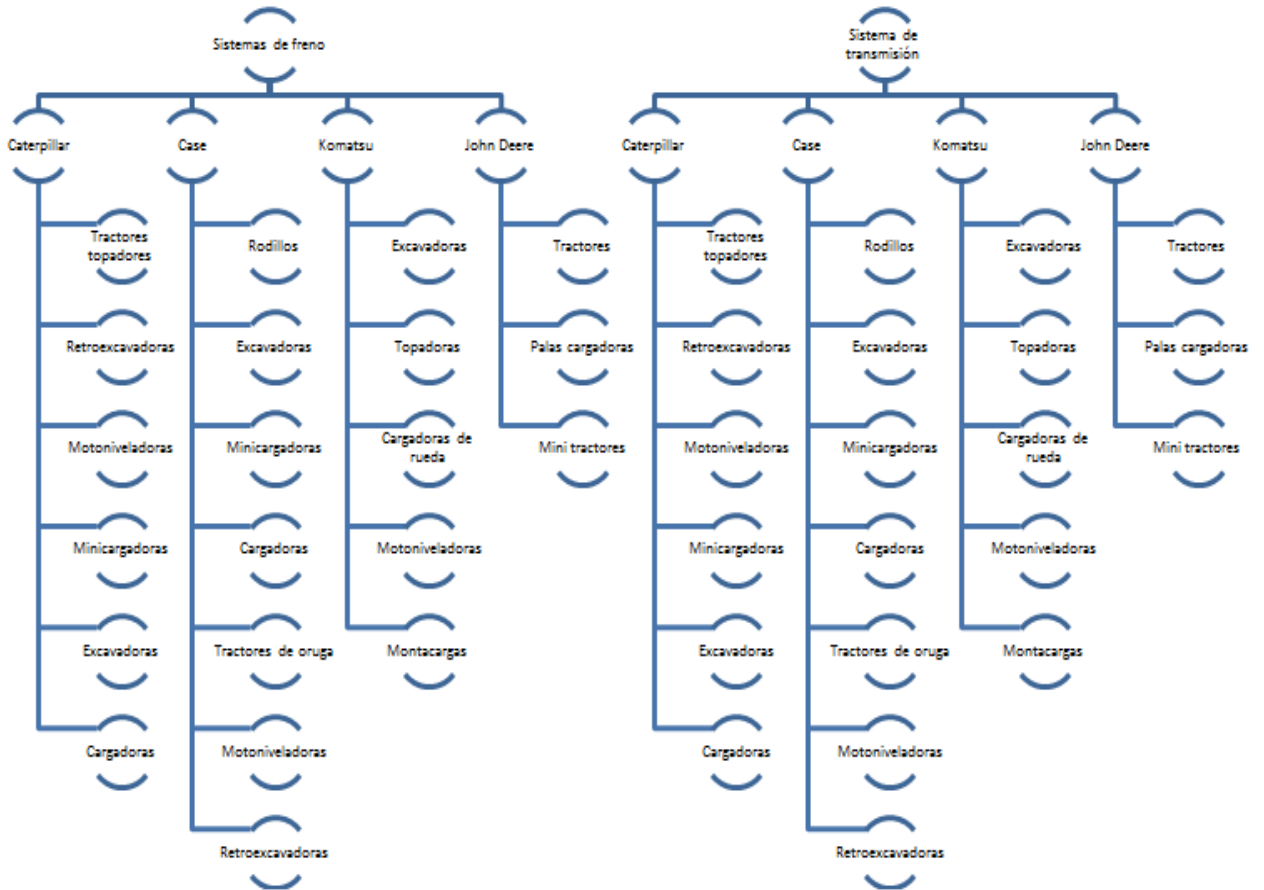 Sistemas de freno
Caterpillar
Tractores
topadores
Retroexcavadoras
Motoniveladoras
Minicargadoras
Excavadoras
Cargadoras
Case
Rodillos
Excavadoras
Minicargadoras
Cargadoras
Tractores de oruga
Motoniveladoras
Retroexcavadoras
Komatsu
Excavadoras
Topadoras
Cargadoras de
rueda
Motoniveladoras
Montacargas
John Deere
Tractores
Palas cargadoras
Mini tractores
Sistema de
transmisión
Caterpillar
Tractores
topadores
Retroexcavadoras
Motoniveladoras
Minicargadoras
Excavadoras
Cargadoras
Case
Rodillos
Excavadoras
Minicargadoras
Cargadoras
Tractores de oruga
Motoniveladoras
Retroexcavadoras
Komatsu
Excavadoras
Topadoras
Cargadoras de
rueda
Motoniveladoras
Montacargas
John Deere
Tractores
Palas cargadoras
Mini tractores